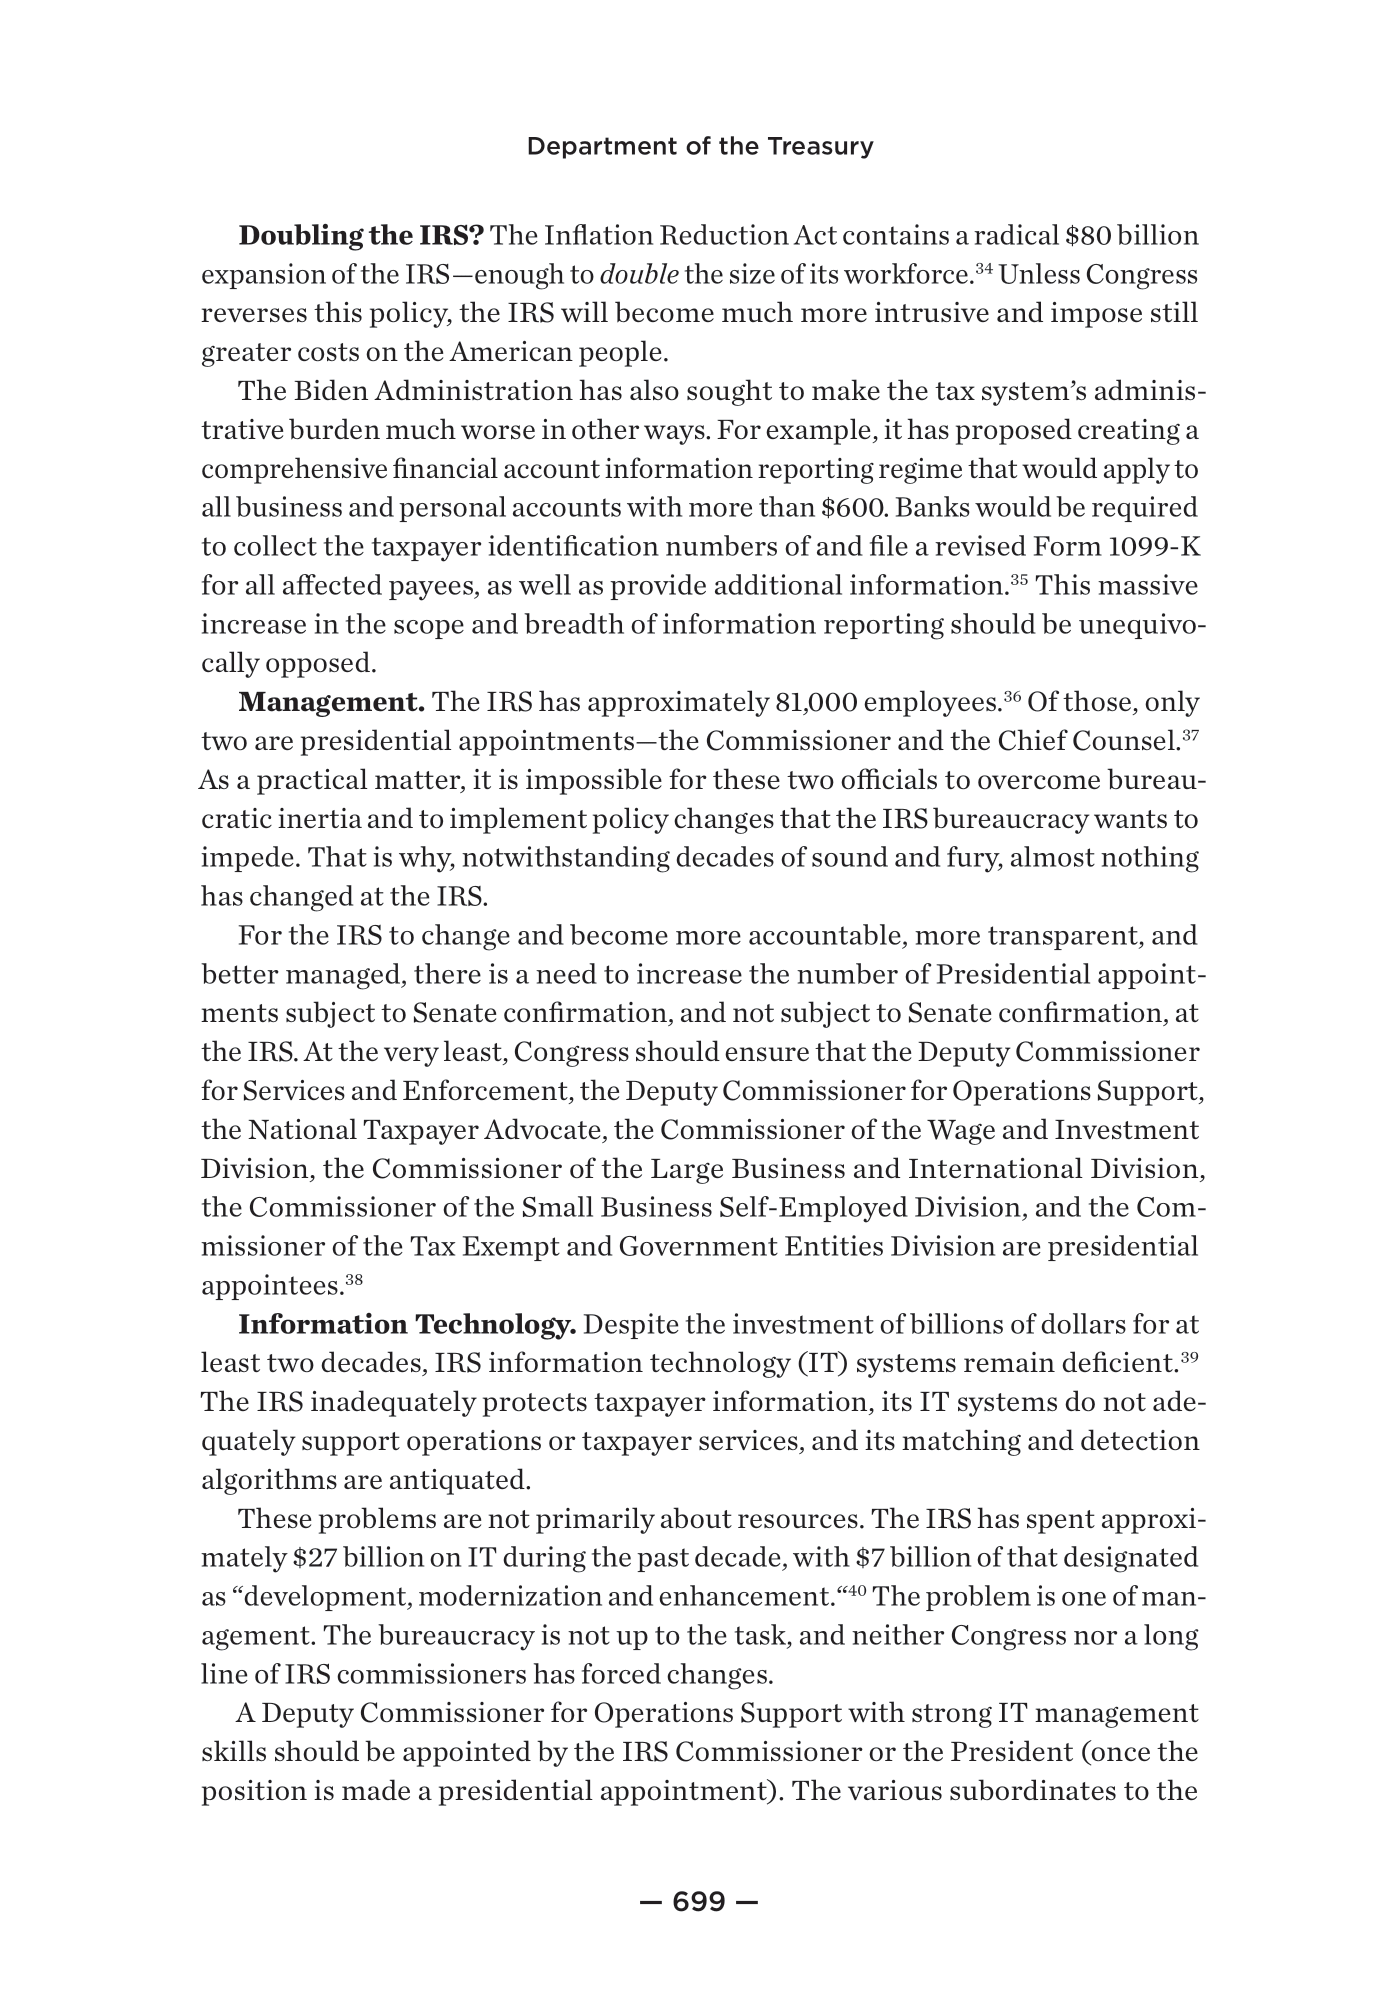 Department of the Treasury
Doubling the IRS? The Inflation Reduction Act contains a radical $80 billion
expansion of the IRS—enough to double the size of its workforce.34 Unless Congress
reverses this policy, the IRS will become much more intrusive and impose still
greater costs on the American people.
The Biden Administration has also sought to make the tax system’s adminis-
trative burden much worse in other ways. For example, it has proposed creating a
comprehensive financial account information reporting regime that would apply to
all business and personal accounts with more than $600. Banks would be required
to collect the taxpayer identification numbers of and file a revised Form 1099-K
for all affected payees, as well as provide additional information.35 This massive
increase in the scope and breadth of information reporting should be unequivo-
cally opposed.
Management. The IRS has approximately 81,000 employees.36 Of those, only
two are presidential appointments—the Commissioner and the Chief Counsel.37
As a practical matter, it is impossible for these two officials to overcome bureau-
cratic inertia and to implement policy changes that the IRS bureaucracy wants to
impede. That is why, notwithstanding decades of sound and fury, almost nothing
has changed at the IRS.
For the IRS to change and become more accountable, more transparent, and
better managed, there is a need to increase the number of Presidential appoint-
ments subject to Senate confirmation, and not subject to Senate confirmation, at
the IRS. At the very least, Congress should ensure that the Deputy Commissioner
for Services and Enforcement, the Deputy Commissioner for Operations Support,
the National Taxpayer Advocate, the Commissioner of the Wage and Investment
Division, the Commissioner of the Large Business and International Division,
the Commissioner of the Small Business Self-Employed Division, and the Com-
missioner of the Tax Exempt and Government Entities Division are presidential
appointees.38
Information Technology. Despite the investment of billions of dollars for at
least two decades, IRS information technology (IT) systems remain deficient.39
The IRS inadequately protects taxpayer information, its IT systems do not ade-
quately support operations or taxpayer services, and its matching and detection
algorithms are antiquated.
These problems are not primarily about resources. The IRS has spent approxi-
mately $27 billion on IT during the past decade, with $7 billion of that designated
as “development, modernization and enhancement.“40 The problem is one of man-
agement. The bureaucracy is not up to the task, and neither Congress nor a long
line of IRS commissioners has forced changes.
A Deputy Commissioner for Operations Support with strong IT management
skills should be appointed by the IRS Commissioner or the President (once the
position is made a presidential appointment). The various subordinates to the
— 699 —